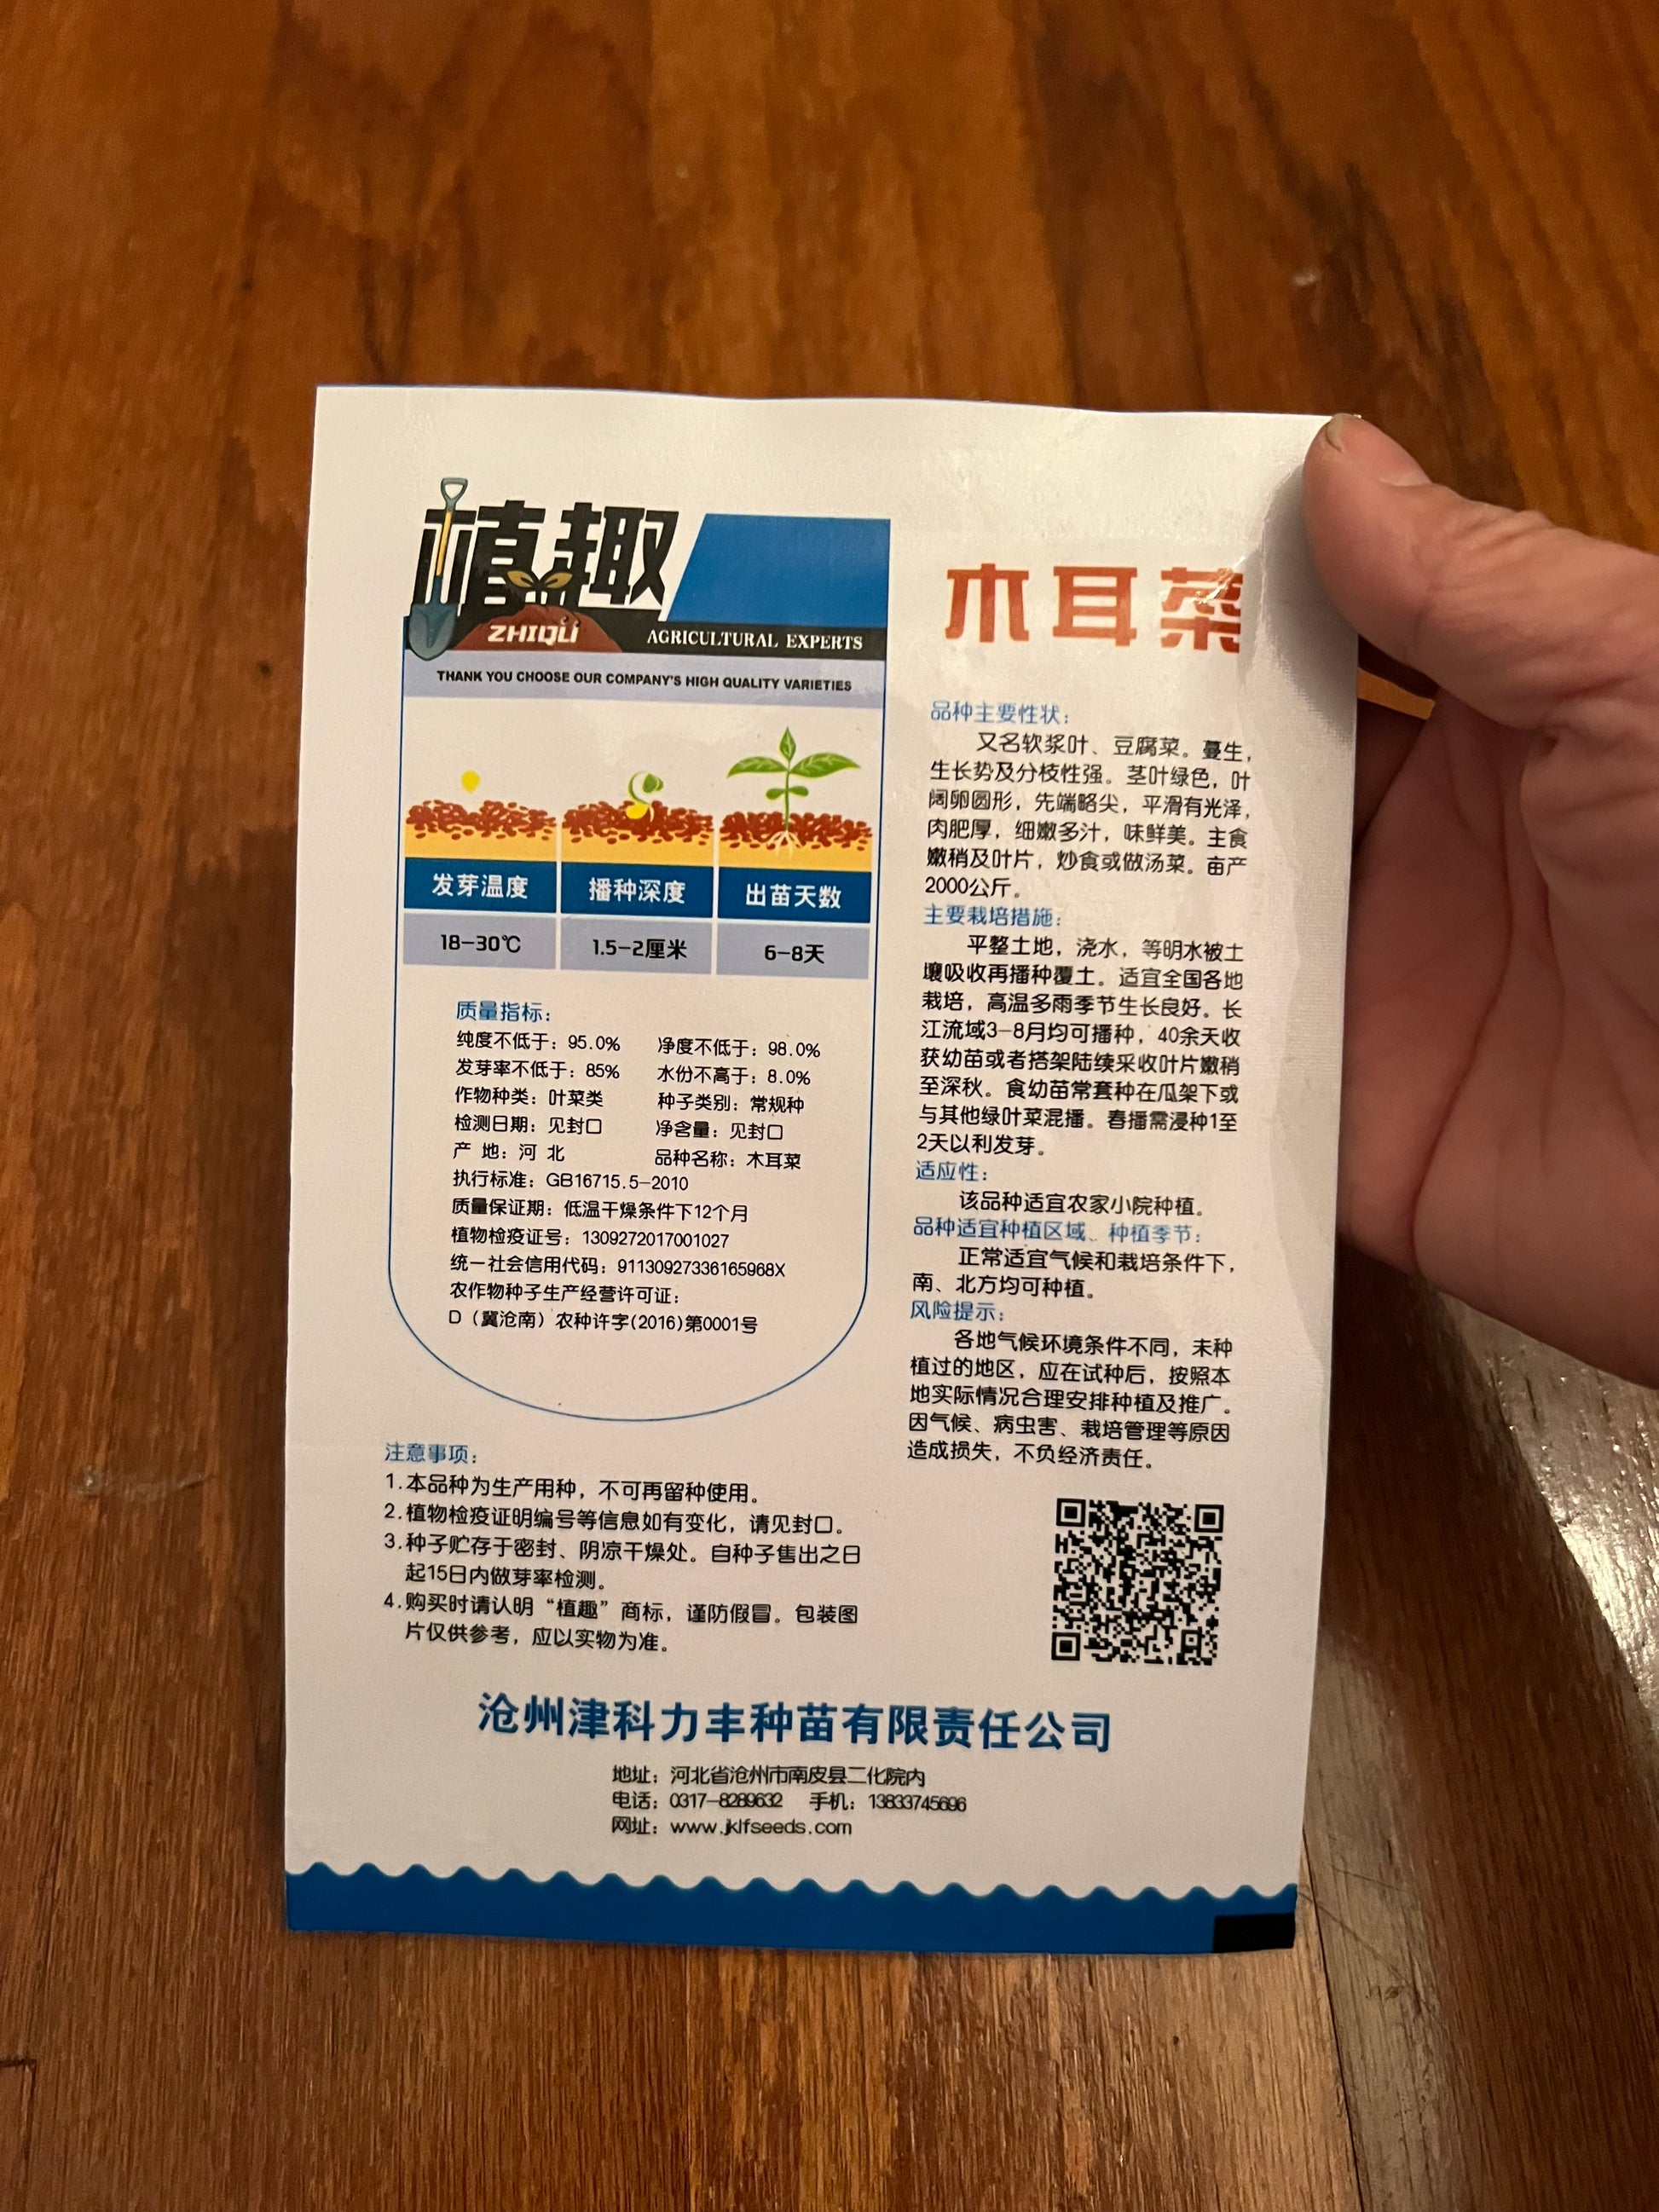 植趣
ZHIQU
AGRICULTURAL EXPERTS
THANK YOU CHOOSE OUR COMPANY'S HIGH QUALITY VARIETIES
发芽温度 播种深度 出苗天数
18-30℃ 1.5-2厘米 6-8天
质量指标:
纯度不低于: 95.0% 净度不低于: 98.0%
发芽率不低于: 85% 水份不高于: 8.0%
作物种类: 叶菜类 种子类别: 常规种
检测日期: 见封口 净含量: 见封口
产 地: 河 北 品种名称: 木耳菜
执行标准: GB16715.5-2010
质量保证期: 低温干燥条件下12个月
植物检疫证号: 1309272017001027
统一社会信用代码: 91130927336165968X
农作物种子生产经营许可证:
D（冀沧南）农种许字(2016)第0001号
注意事项:
1.本品种为生产用种，不可再留种使用。
2.植物检疫证明编号等信息如有变化，请见封口。
3.种子贮存于密封、阴凉干燥处。自种子售出之日
起15日内做芽率检测。
4.购买时请认明“植趣”商标，谨防假冒。包装图
片仅供参考，应以实物为准。
木耳菜
品种主要性状:
又名软浆叶、豆腐菜。蔓生，
生长势及分枝性强。茎叶绿色，叶
阔卵圆形，先端略尖，平滑有光泽，
肉肥厚，细嫩多汁，味鲜美。主食
嫩稍及叶片，炒食或做汤菜。亩产
2000公斤。
主要栽培措施:
平整土地，浇水，等明水被土
壤吸收再播种覆土。适宜全国各地
栽培，高温多雨季节生长良好。长
江流域3-8月均可播种，40余天收
获幼苗或者搭架陆续采收叶片嫩稍
至深秋。食幼苗常套种在瓜架下或
与其他绿叶菜混播。春播需浸种1至
2天以利发芽。
适应性:
该品种适宜农家小院种植。
品种适宜种植区域、种植季节:
正常适宜气候和栽培条件下，
南、北方均可种植。
风险提示:
各地气候环境条件不同，未种
植过的地区，应在试种后，按照本
地实际情况合理安排种植及推广。
因气候、病虫害、栽培管理等原因
造成损失，不负经济责任。
沧州津科力丰种苗有限责任公司
地址: 河北省沧州市南皮县二化院内
电话: 0317-8289632 手机: 13833745696
网址: www.jklfseeds.com